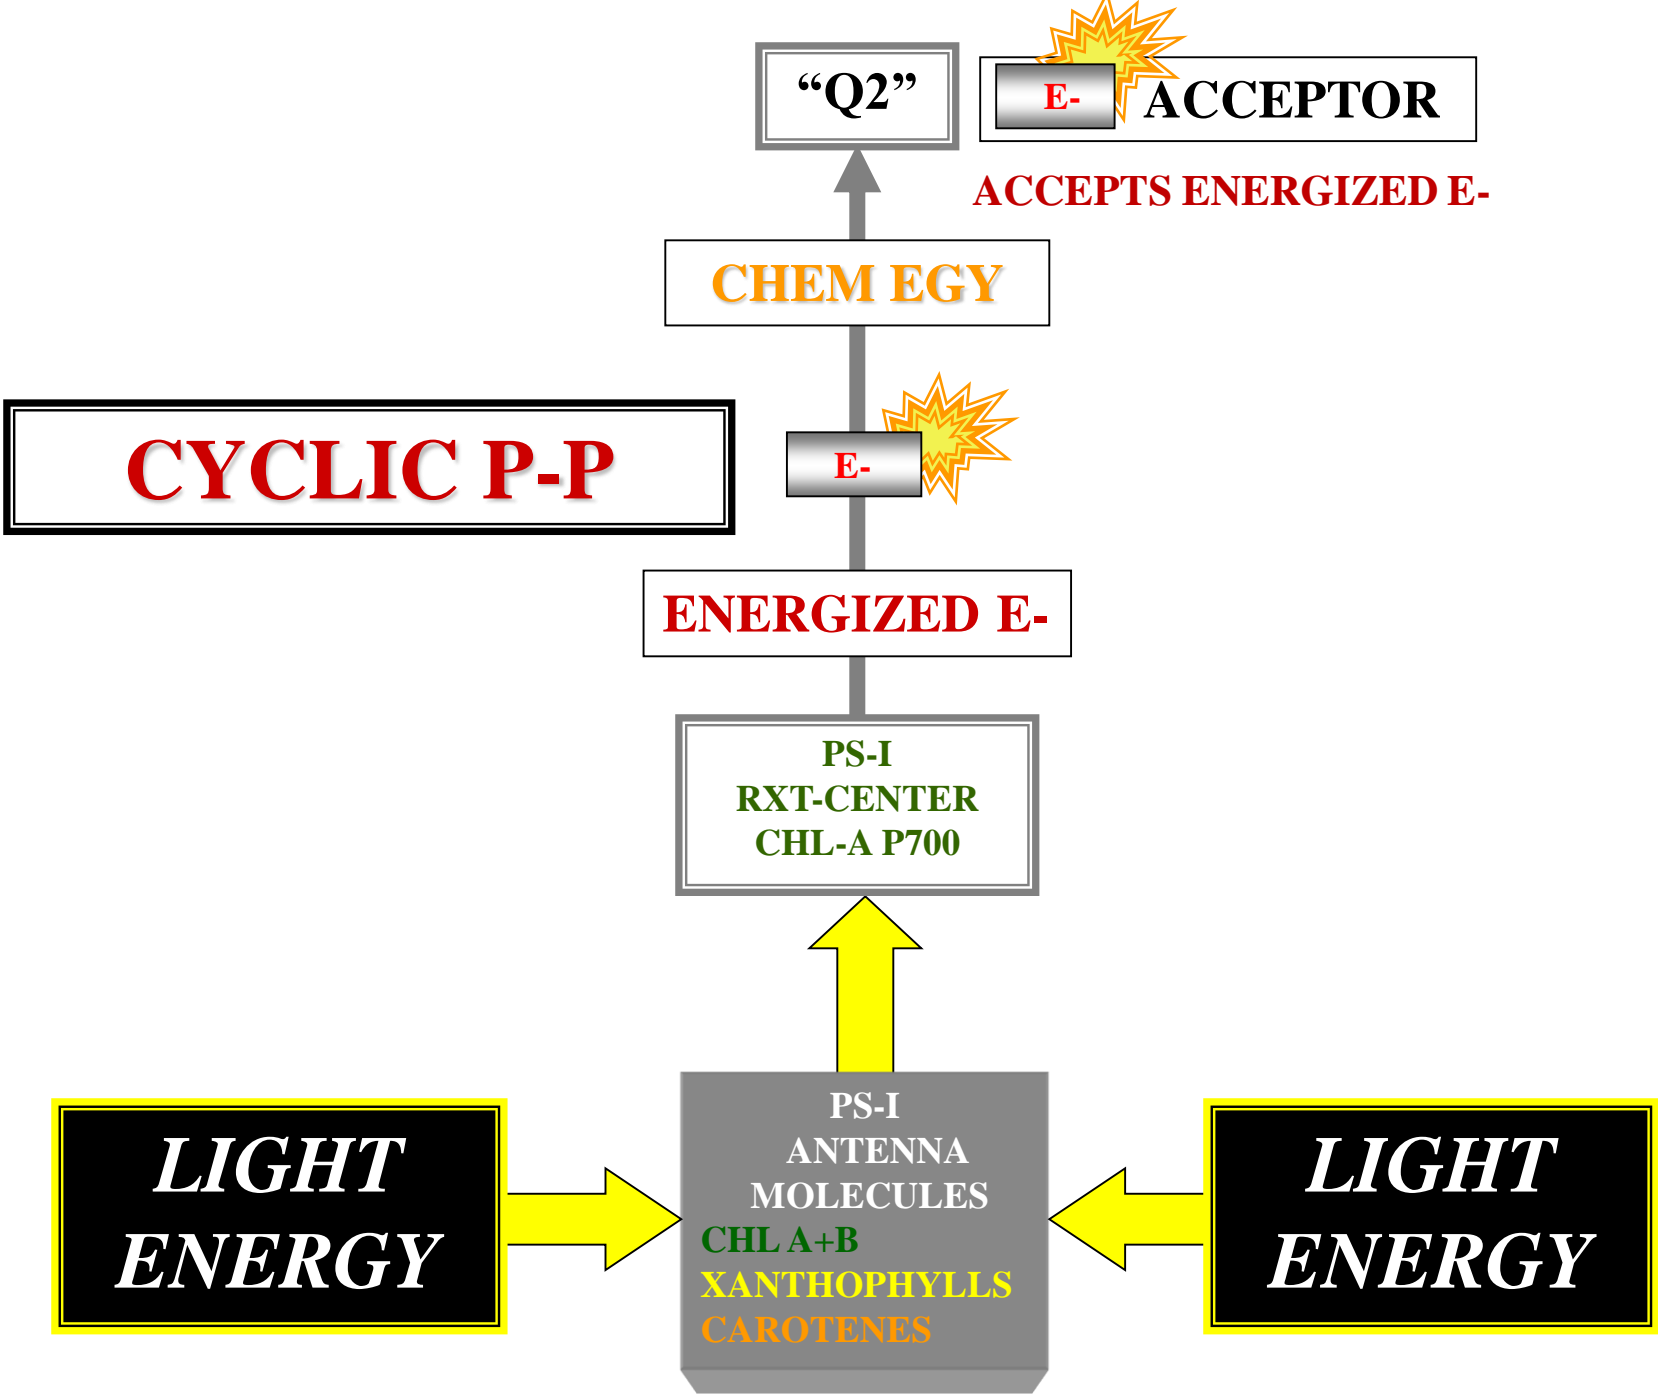 “Q2”
E-
ACCEPTOR
ACCEPTS ENERGIZED E-
CHEM EGY
CYCLIC P-P
E-
ENERGIZED E-
PS-I
RXT-CENTER
CHL-A P700
LIGHT
ENERGY
PS-I
ANTENNA
MOLECULES
CHL A+B
XANTHOPHYLLS
CAROTENES
LIGHT
ENERGY